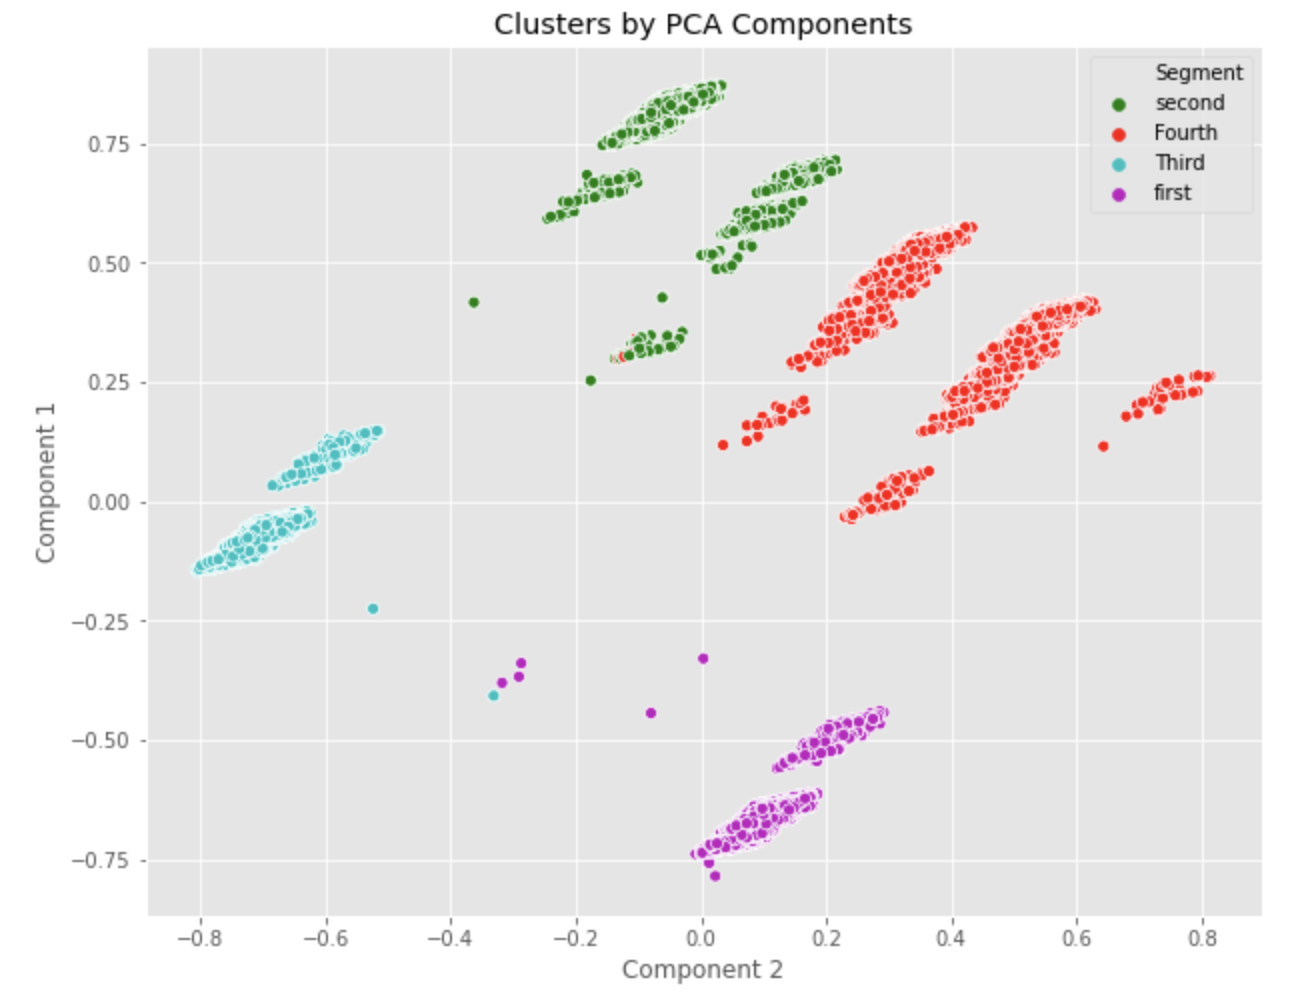 Clusters by PCA Components
Segment
second
Fourth
Third
first
0.75
0.50
0.25
0.00
−0.25
−0.50
−0.75
Component 1
−0.8 −0.6 −0.4 −0.2 0.0 0.2 0.4 0.6 0.8
Component 2